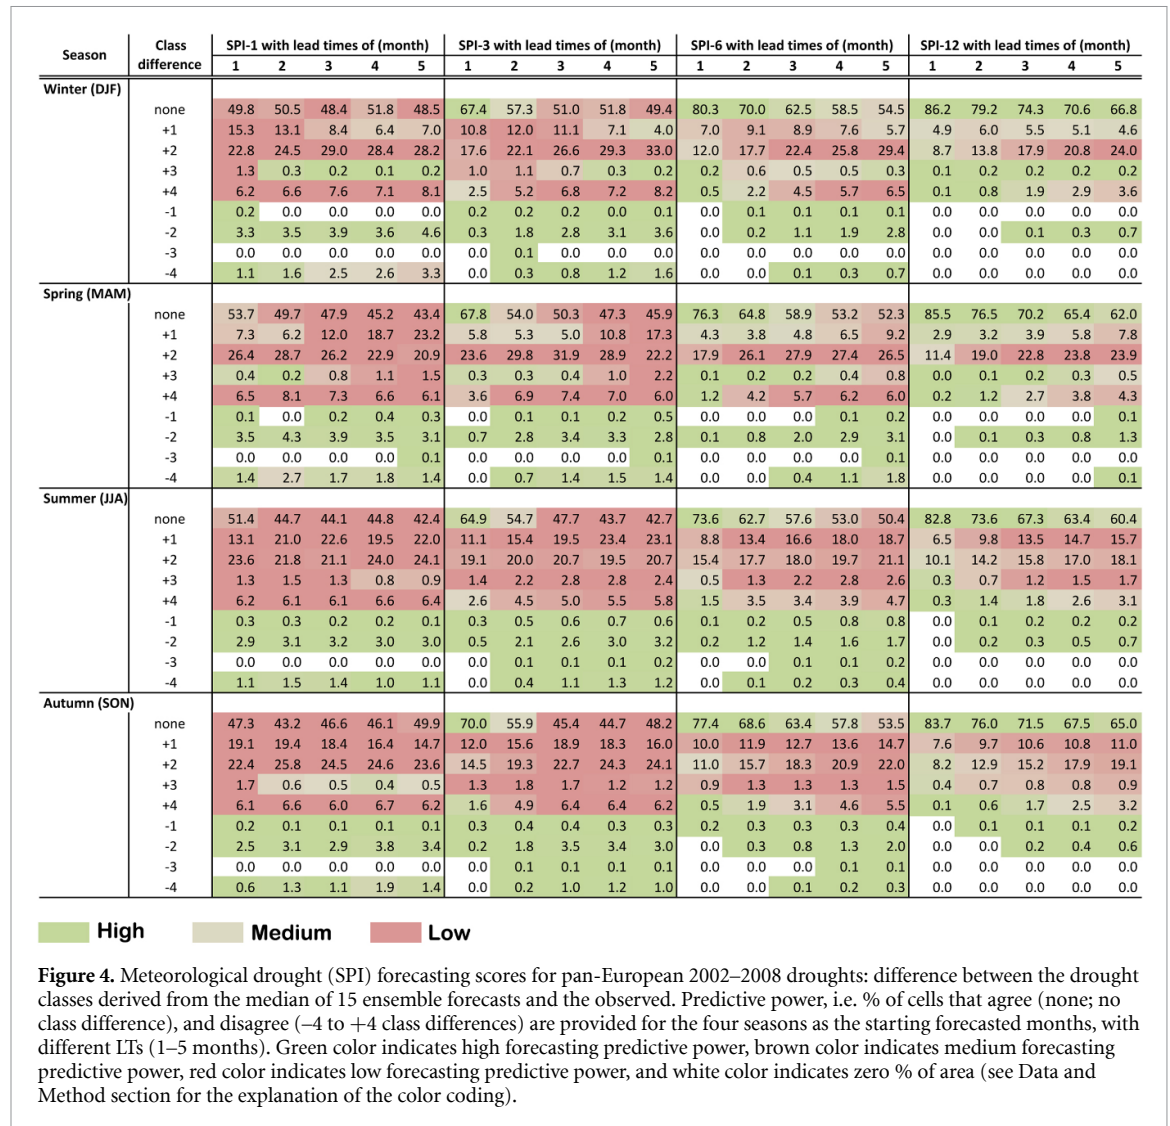 Season Class difference SPI-1 with lead times of (month) SPI-3 with lead times of (month) SPI-6 with lead times of (month) SPI-12 with lead times of (month)
1 2 3 4 5 1 2 3 4 5 1 2 3 4 5 1 2 3 4 5
Winter (DJF)
none 49.8 50.5 48.4 51.8 48.5 67.4 57.3 51.0 51.8 49.4 80.3 70.0 62.5 58.5 54.5 86.2 79.2 74.3 70.6 66.8
+1 15.3 13.1 8.4 6.4 7.0 10.8 12.0 11.1 7.1 4.0 7.0 9.1 8.9 7.6 5.7 4.9 6.0 5.5 5.1 4.6
+2 22.8 24.5 29.0 28.4 28.2 17.6 22.1 26.6 29.3 33.0 12.0 17.7 22.4 25.8 29.4 8.7 13.8 17.9 20.8 24.0
+3 1.3 0.3 0.2 0.1 0.2 1.0 1.1 0.7 0.3 0.2 0.2 0.6 0.5 0.5 0.3 0.1 0.2 0.2 0.2 0.2
+4 6.2 6.6 7.6 7.1 8.1 2.5 5.2 6.8 7.2 8.2 0.5 2.2 4.5 5.7 6.5 0.1 0.8 1.9 2.9 3.6
-1 0.2 0.0 0.0 0.0 0.0 0.2 0.2 0.2 0.0 0.1 0.0 0.1 0.1 0.1 0.1 0.0 0.0 0.0 0.0 0.0
-2 3.3 3.5 3.9 3.6 4.6 0.3 1.8 2.8 3.1 3.6 0.0 0.2 1.1 1.9 2.8 0.0 0.0 0.1 0.3 0.7
-3 0.0 0.0 0.0 0.0 0.0 0.0 0.1 0.0 0.0 0.0 0.0 0.0 0.0 0.0 0.0 0.0 0.0 0.0 0.0 0.0
-4 1.1 1.6 2.5 2.6 3.3 0.0 0.3 0.8 1.2 1.6 0.0 0.0 0.1 0.3 0.7 0.0 0.0 0.0 0.0 0.0
Spring (MAM)
none 53.7 49.7 47.9 45.2 43.4 67.8 54.0 50.3 47.3 45.9 76.3 64.8 58.9 53.2 52.3 85.5 76.5 70.2 65.4 62.0
+1 7.3 6.2 12.0 18.7 23.2 5.8 5.3 5.0 10.8 17.3 4.3 3.8 4.8 6.5 9.2 2.9 3.2 3.9 5.8 7.8
+2 26.4 28.7 26.2 22.9 20.9 23.6 29.8 31.9 28.9 22.2 17.9 26.1 27.9 27.4 26.5 11.4 19.0 22.8 23.8 23.9
+3 0.4 0.2 0.8 1.1 1.5 0.3 0.3 0.4 1.0 2.2 0.1 0.2 0.2 0.4 0.8 0.0 0.1 0.2 0.3 0.5
+4 6.5 8.1 7.3 6.6 6.1 3.6 6.9 7.4 7.0 6.0 1.2 4.2 5.7 6.2 6.0 0.2 1.2 2.7 3.8 4.3
-1 0.1 0.0 0.2 0.4 0.3 0.0 0.1 0.1 0.2 0.5 0.0 0.0 0.0 0.1 0.2 0.0 0.0 0.0 0.0 0.1
-2 3.5 4.3 3.9 3.5 3.1 0.7 2.8 3.4 3.3 2.8 0.1 0.8 2.0 2.9 3.1 0.0 0.1 0.3 0.8 1.3
-3 0.0 0.0 0.0 0.0 0.1 0.0 0.0 0.0 0.0 0.1 0.0 0.0 0.0 0.0 0.1 0.0 0.0 0.0 0.0 0.0
-4 1.4 2.7 1.7 1.8 1.4 0.0 0.7 1.4 1.5 1.4 0.0 0.0 0.4 1.1 1.8 0.0 0.0 0.0 0.0 0.1
Summer (JJA)
none 51.4 44.7 44.1 44.8 42.4 64.9 54.7 47.7 43.7 42.7 73.6 62.7 57.6 53.0 50.4 82.8 73.6 67.3 63.4 60.4
+1 13.1 21.0 22.6 19.5 22.0 11.1 15.4 19.5 23.4 23.1 8.8 13.4 16.6 18.0 18.7 6.5 9.8 13.5 14.7 15.7
+2 23.6 21.8 21.1 24.0 24.1 19.1 20.0 20.7 19.5 20.7 15.4 17.7 18.0 19.7 21.1 10.1 14.2 15.8 17.0 18.1
+3 1.3 1.5 1.3 0.8 0.9 1.4 2.2 2.8 2.8 2.4 0.5 1.3 2.2 2.8 2.6 0.3 0.7 1.2 1.5 1.7
+4 6.2 6.1 6.1 6.6 6.4 2.6 4.5 5.0 5.5 5.8 1.5 3.5 3.4 3.9 4.7 0.3 1.4 1.8 2.6 3.1
-1 0.3 0.3 0.2 0.2 0.1 0.3 0.5 0.6 0.7 0.6 0.1 0.2 0.5 0.8 0.8 0.0 0.1 0.2 0.2 0.2
-2 2.9 3.1 3.2 3.0 3.0 0.5 2.1 2.6 3.0 3.2 0.2 1.2 1.4 1.6 1.7 0.0 0.2 0.3 0.5 0.7
-3 0.0 0.0 0.0 0.0 0.0 0.0 0.1 0.1 0.1 0.2 0.0 0.0 0.1 0.1 0.2 0.0 0.0 0.0 0.0 0.0
-4 1.1 1.5 1.4 1.0 1.1 0.0 0.4 1.1 1.3 1.2 0.0 0.1 0.2 0.3 0.4 0.0 0.0 0.0 0.0 0.0
Autumn (SON)
none 47.3 43.2 46.6 46.1 49.9 70.0 55.9 45.4 44.7 48.2 77.4 68.6 63.4 57.8 53.5 83.7 76.0 71.5 67.5 65.0
+1 19.1 19.4 18.4 16.4 14.7 12.0 15.6 18.9 18.3 16.0 10.0 11.9 12.7 13.6 14.7 7.6 9.7 10.6 10.8 11.0
+2 22.4 25.8 24.5 24.6 23.6 14.5 19.3 22.7 24.3 24.1 11.0 15.7 18.3 20.9 22.0 8.2 12.9 15.2 17.9 19.1
+3 1.7 0.6 0.5 0.4 0.5 1.3 1.8 1.7 1.2 1.2 0.9 1.3 1.3 1.3 1.5 0.4 0.7 0.8 0.8 0.9
+4 6.1 6.6 6.0 6.7 6.2 1.6 4.9 6.4 6.4 6.2 0.5 1.9 3.1 4.6 5.5 0.1 0.6 1.7 2.5 3.2
-1 0.2 0.1 0.1 0.1 0.1 0.3 0.4 0.4 0.3 0.3 0.2 0.3 0.3 0.3 0.4 0.0 0.1 0.1 0.1 0.2
-2 2.5 3.1 2.9 3.8 3.4 0.2 1.8 3.5 3.4 3.0 0.0 0.3 0.8 1.3 2.0 0.0 0.0 0.2 0.4 0.6
-3 0.0 0.0 0.0 0.0 0.0 0.0 0.1 0.1 0.1 0.1 0.0 0.0 0.0 0.1 0.1 0.0 0.0 0.0 0.0 0.0
-4 0.6 1.3 1.1 1.9 1.4 0.0 0.2 1.0 1.2 1.0 0.0 0.0 0.1 0.2 0.3 0.0 0.0 0.0 0.0 0.0
High Medium Low
Figure 4. Meteorological drought (SPI) forecasting scores for pan-European 2002–2008 droughts: difference between the drought
classes derived from the median of 15 ensemble forecasts and the observed. Predictive power, i.e. % of cells that agree (none; no
class difference), and disagree (–4 to +4 class differences) are provided for the four seasons as the starting forecasted months, with
different LTs (1–5 months). Green color indicates high forecasting predictive power, brown color indicates medium forecasting
predictive power, red color indicates low forecasting predictive power, and white color indicates zero % of area (see Data and
Method section for the explanation of the color coding).